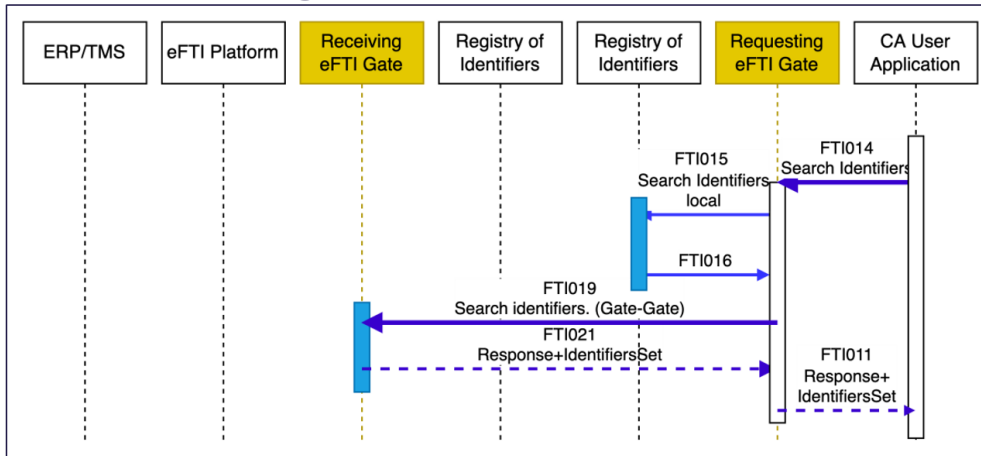 ERP/TMS
eFTI Platform
Receiving
eFTI Gate
Registry of
Identifiers
Registry of
Identifiers
Requesting
eFTI Gate
CA User
Application
FTI014
Search Identifiers
FTI015
Search Identifiers
local
FTI016
FTI019
Search identifiers. (Gate-Gate)
FTI021
Response+IdentifiersSet
FTI011
Response+
IdentifiersSet